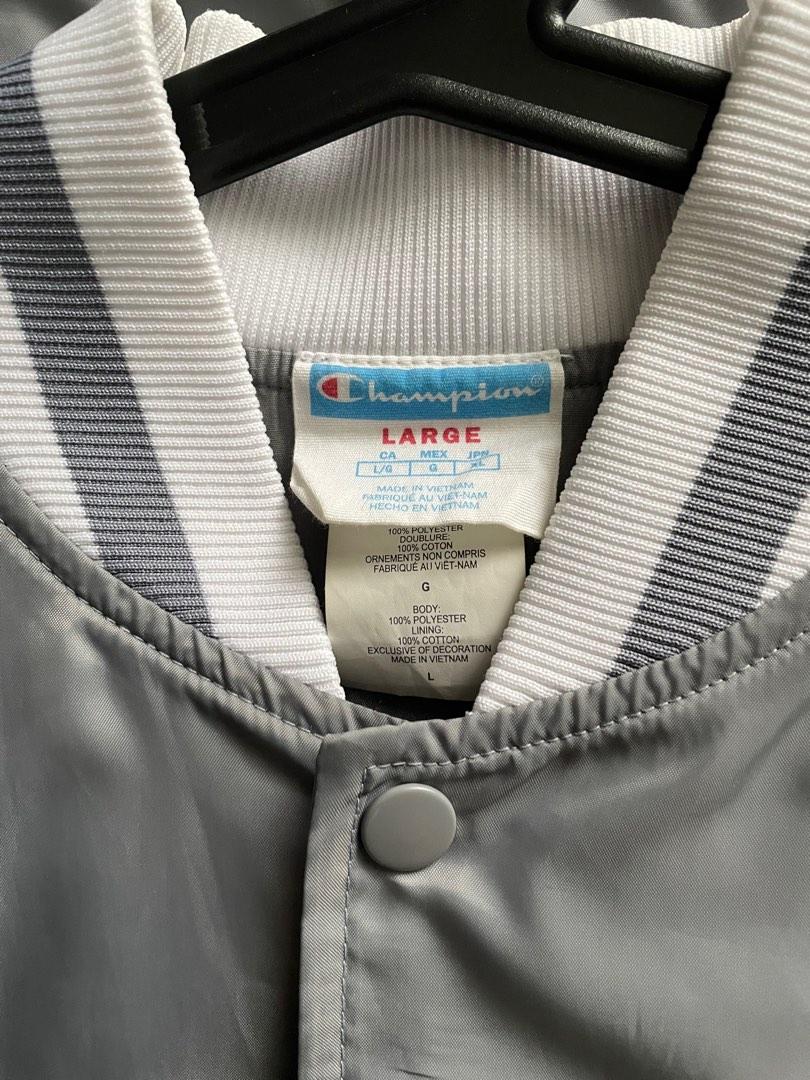 Champion®
LARGE
CA MEX JPN
L/G G XL
MADE IN VIETNAM
FABRIQUÉ AU VIET-NAM
HECHO EN VIETNAM
100% POLYESTER
DOUBLURE:
100% COTON
ORNEMENTS NON COMPRIS
FABRIQUÉ AU VIÊT-NAM
G
BODY:
100% POLYESTER
LINING:
100% COTTON
EXCLUSIVE OF DECORATION
MADE IN VIETNAM
L